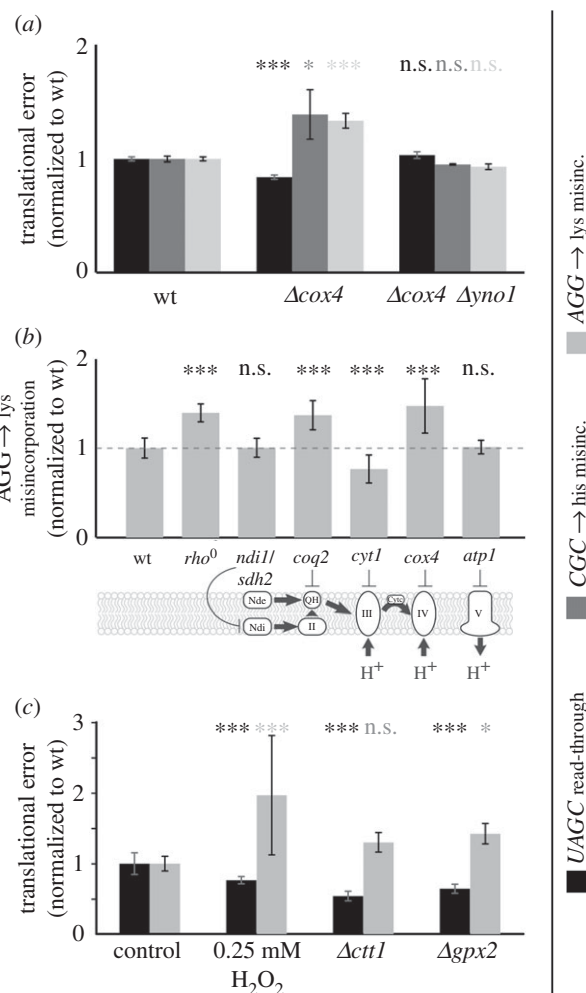 (a)
translational error
(normalized to wt)
2
1
0
*** * ***
n.s. n.s. n.s.
wt
Δcox4
Δcox4 Δyno1
(b)
AGG → lys
misincorporation
(normalized to wt)
2
1
0
*** n.s. *** *** *** n.s.
wt rho⁰ ndi1/ coq2 cyt1 cox4 atp1
sdh2
Nde QH III Cytc IV V
Ndi II
H⁺ H⁺ H⁺
(c)
translational error
(normalized to wt)
3
2
1
0
*** *** *** n.s. *** *
control 0.25 mM Δctt1 Δgpx2
H₂O₂
AGG → lys misinc.
CGC → his misinc.
UAGC read-through